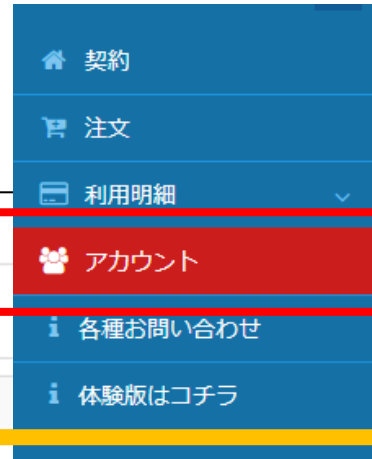 契約
注文
利用明細
アカウント
各種お問い合わせ
体験版はコチラ